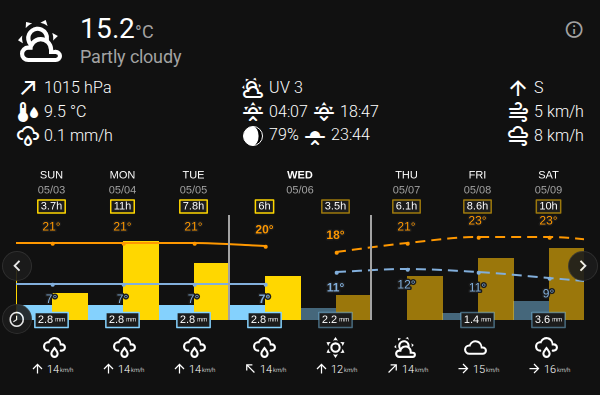 15.2°C
Partly cloudy
1015 hPa UV 3 S
9.5 °C 04:07 18:47 5 km/h
0.1 mm/h 79% 23:44 8 km/h
SUN MON TUE WED THU FRI SAT
05/03 05/04 05/05 05/06 05/07 05/08 05/09
3.7h 11h 7.8h 6h 3.5h 6.1h 8.6h 10h
21° 21° 21° 20° 18° 21° 23° 23°
7° 7° 7° 7° 11° 12° 11° 9°
2.8 mm 2.8 mm 2.8 mm 2.8 mm 2.2 mm 1.4 mm 3.6 mm
14 km/h 14 km/h 14 km/h 14 km/h 12 km/h 14 km/h 15 km/h 16 km/h